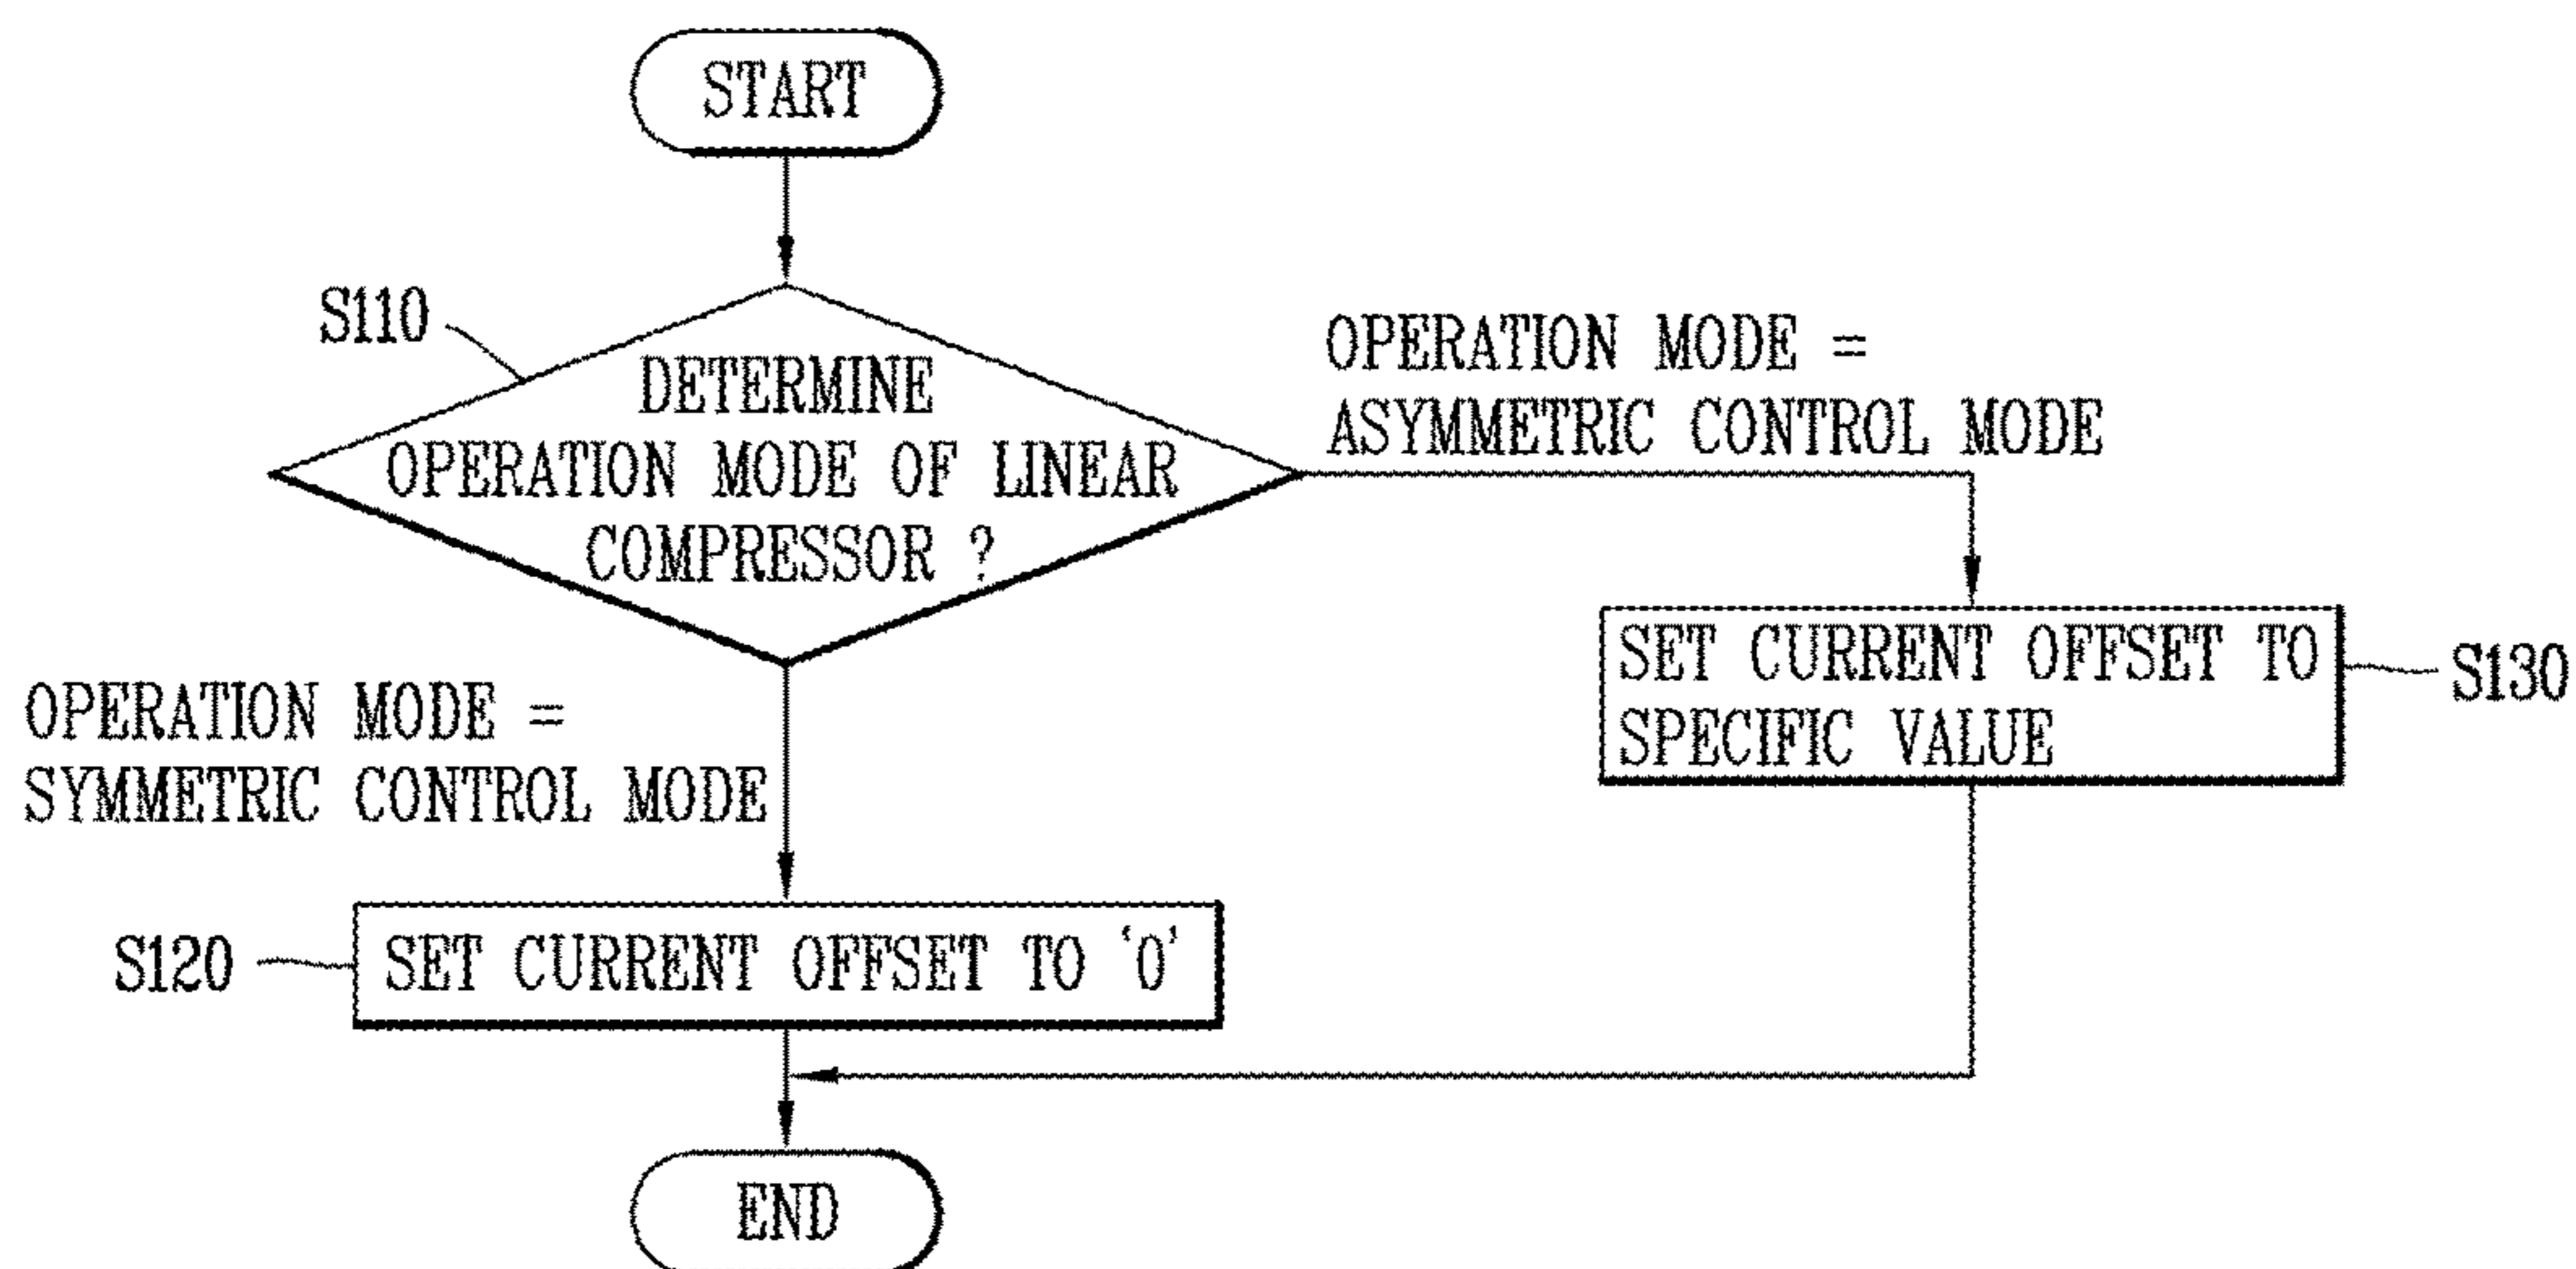 START
S110
DETERMINE
OPERATION MODE OF LINEAR
COMPRESSOR ?
OPERATION MODE =
ASYMMETRIC CONTROL MODE
SET CURRENT OFFSET TO
SPECIFIC VALUE
S130
OPERATION MODE =
SYMMETRIC CONTROL MODE
S120
SET CURRENT OFFSET TO ‘0’
END